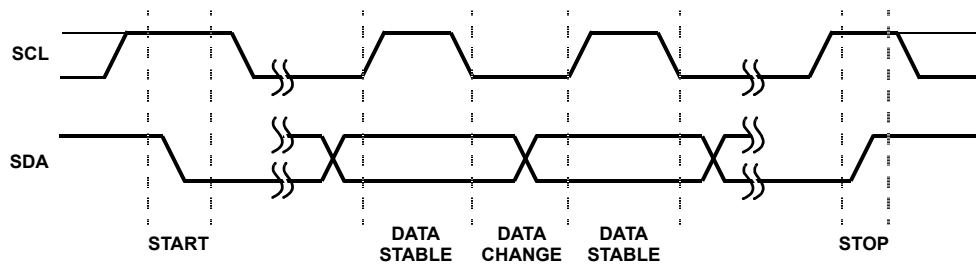 SCL
SDA
START
DATA STABLE
DATA CHANGE
DATA STABLE
STOP